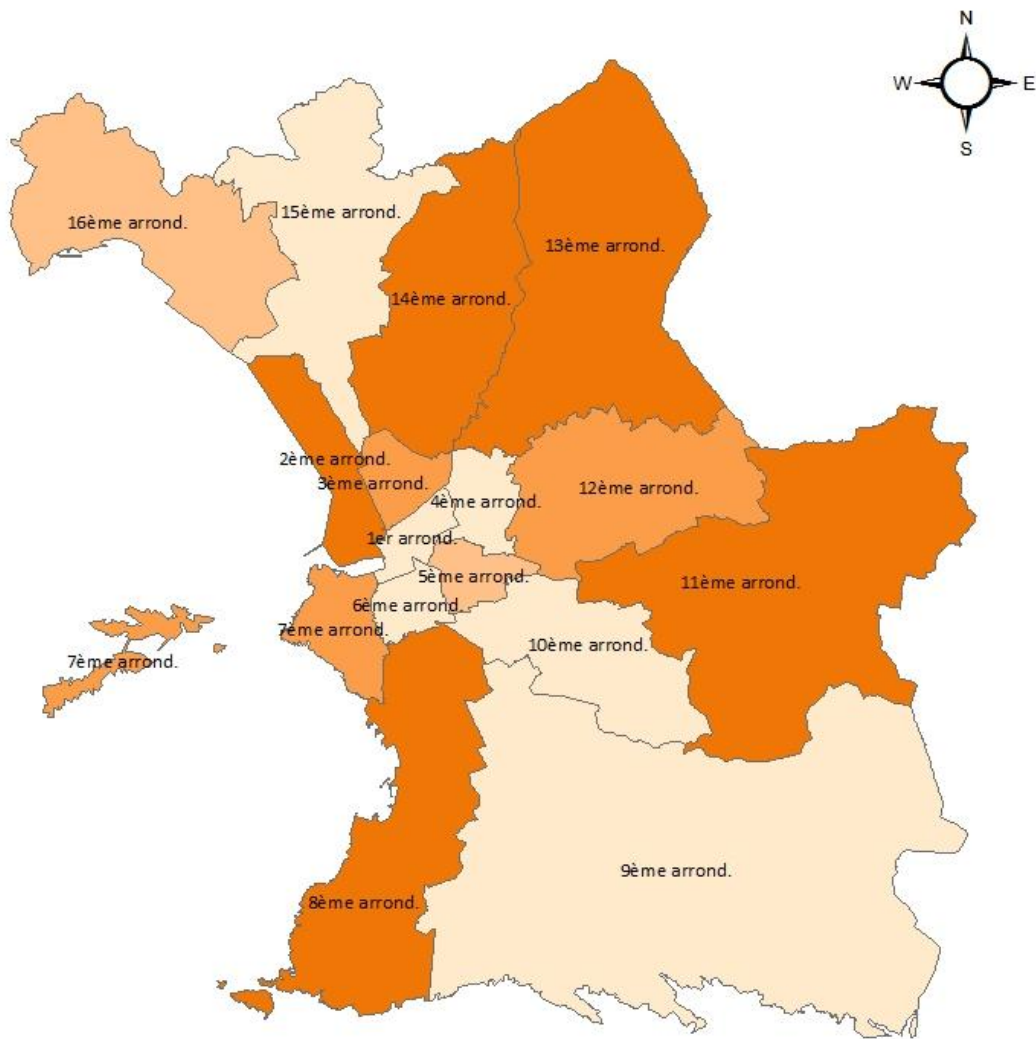 N
W E
S
15ème arrond.
16ème arrond.
13ème arrond.
14ème arrond.
2ème arrond.
3ème arrond.
12ème arrond.
4ème arrond.
1er arrond.
5ème arrond.
11ème arrond.
6ème arrond.
7ème arrond.
10ème arrond.
7ème arrond.
9ème arrond.
8ème arrond.